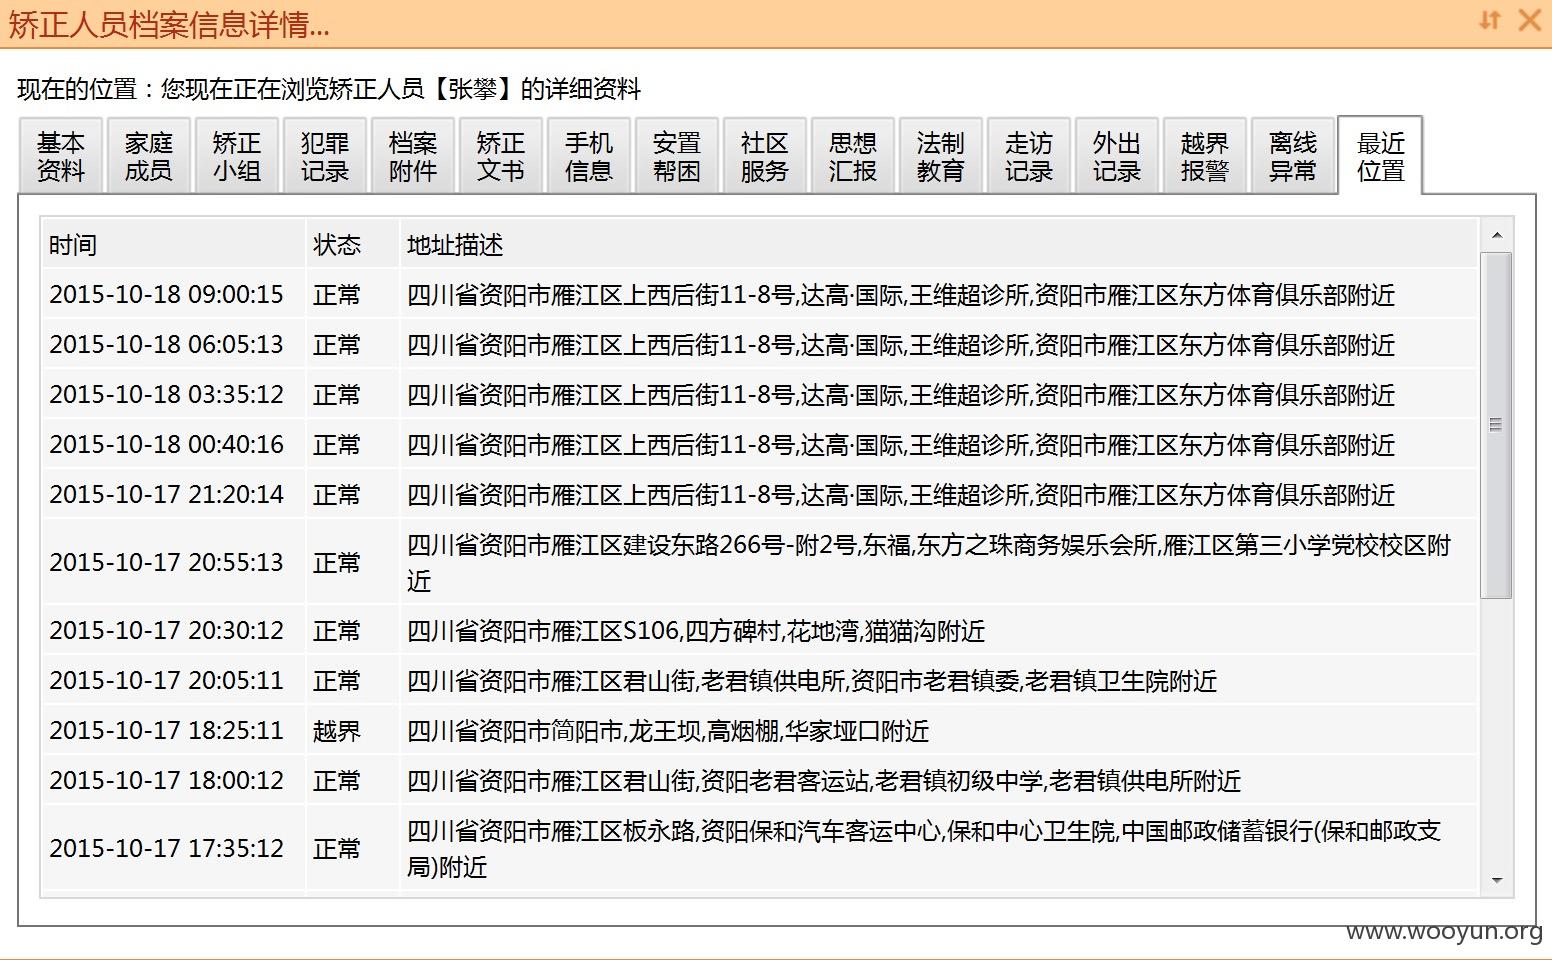 矫正人员档案信息详情...
现在的位置：您现在正在浏览矫正人员【张攀】的详细资料
基本 家庭 矫正 犯罪 档案 矫正 手机 安置 社区 思想 法制 走访 外出 越界 离线 最近
资料 成员 小组 记录 附件 文书 信息 帮困 服务 汇报 教育 记录 记录 报警 异常 位置
时间 状态 地址描述
2015-10-18 09:00:15 正常 四川省资阳市雁江区上西后街11-8号,达高·国际,王维超诊所,资阳市雁江区东方体育俱乐部附近
2015-10-18 06:05:13 正常 四川省资阳市雁江区上西后街11-8号,达高·国际,王维超诊所,资阳市雁江区东方体育俱乐部附近
2015-10-18 03:35:12 正常 四川省资阳市雁江区上西后街11-8号,达高·国际,王维超诊所,资阳市雁江区东方体育俱乐部附近
2015-10-18 00:40:16 正常 四川省资阳市雁江区上西后街11-8号,达高·国际,王维超诊所,资阳市雁江区东方体育俱乐部附近
2015-10-17 21:20:14 正常 四川省资阳市雁江区上西后街11-8号,达高·国际,王维超诊所,资阳市雁江区东方体育俱乐部附近
2015-10-17 20:55:13 正常 四川省资阳市雁江区建设东路266号-附2号,东福,东方之珠商务娱乐会所,雁江区第三小学党校校区附
近
2015-10-17 20:30:12 正常 四川省资阳市雁江区S106,四方碑村,花地湾,猫猫沟附近
2015-10-17 20:05:11 正常 四川省资阳市雁江区君山街,老君镇供电所,资阳市老君镇委,老君镇卫生院附近
2015-10-17 18:25:11 越界 四川省资阳市简阳市,龙王坝,高烟棚,华家垭口附近
2015-10-17 18:00:12 正常 四川省资阳市雁江区君山街,资阳老君客运站,老君镇初级中学,老君镇供电所附近
2015-10-17 17:35:12 正常 四川省资阳市雁江区板永路,资阳保和汽车客运中心,保和中心卫生院,中国邮政储蓄银行(保和邮政支
局)附近
www.wooyun.org